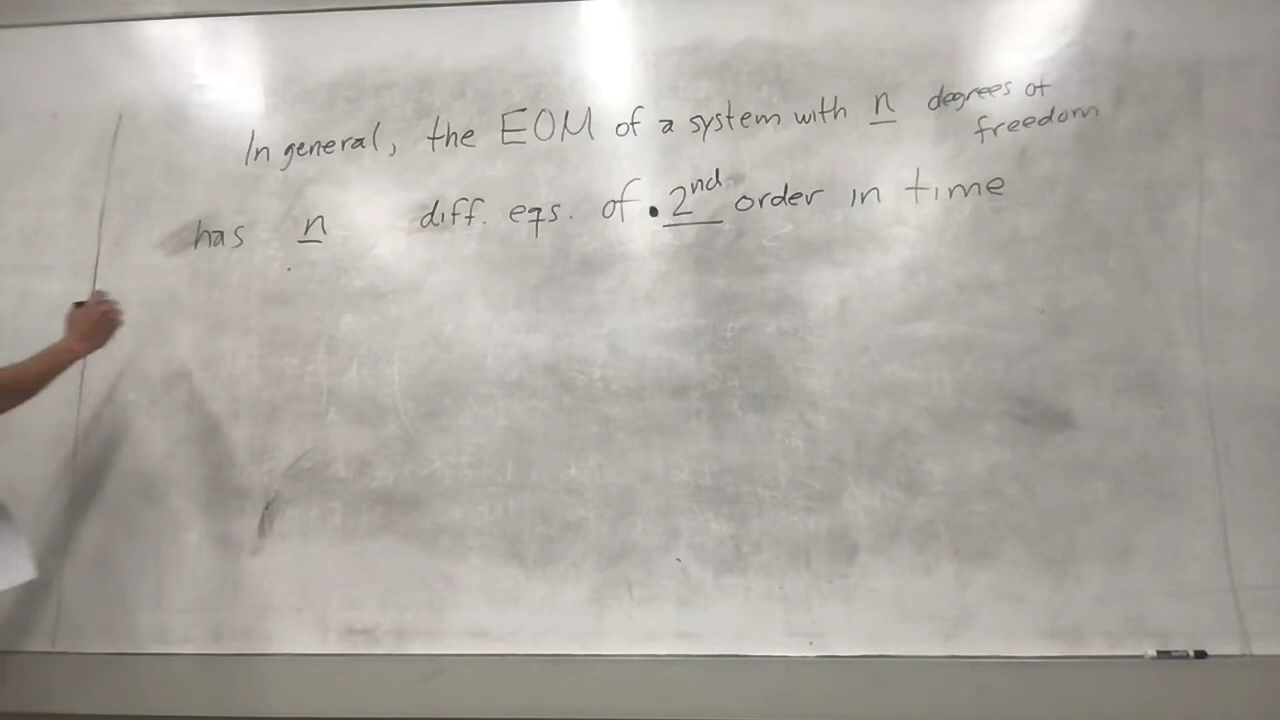 In general, the EOM of a system with n degrees of
freedom
has n diff. eqs. of 2nd order in time